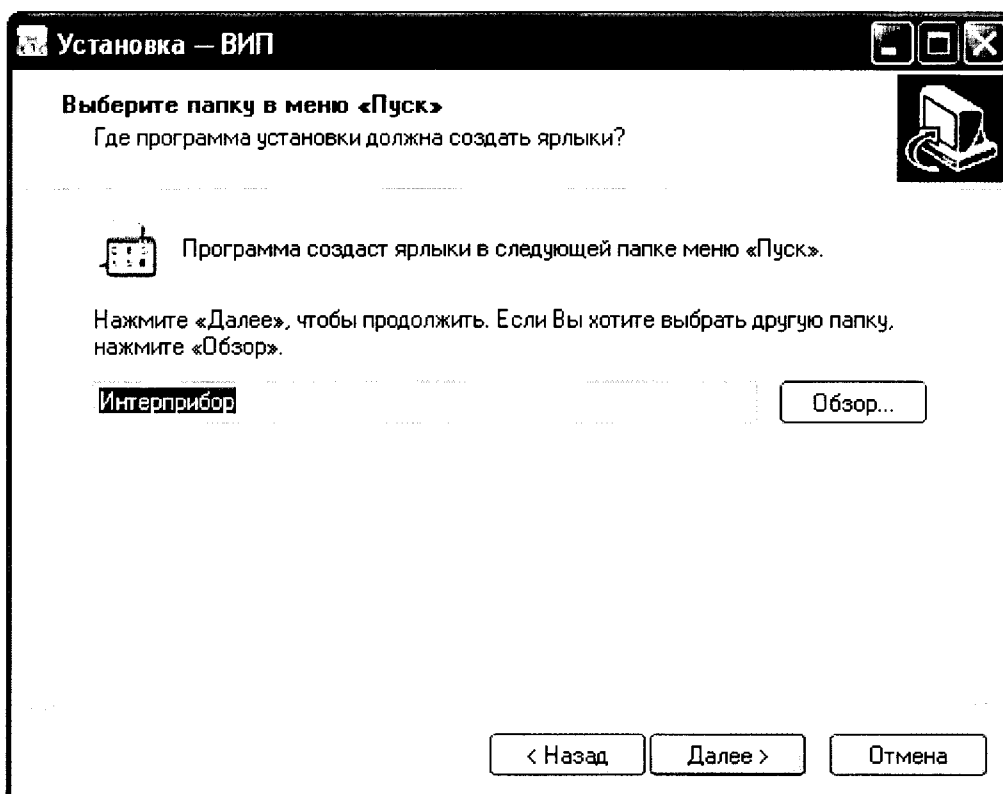 Установка — ВИП
Выберите папку в меню «Пуск»
Где программа установки должна создать ярлыки?
Программа создаст ярлыки в следующей папке меню «Пуск».
Нажмите «Далее», чтобы продолжить. Если Вы хотите выбрать другую папку,
нажмите «Обзор».
Интерприбор
Обзор...
< Назад
Далее >
Отмена